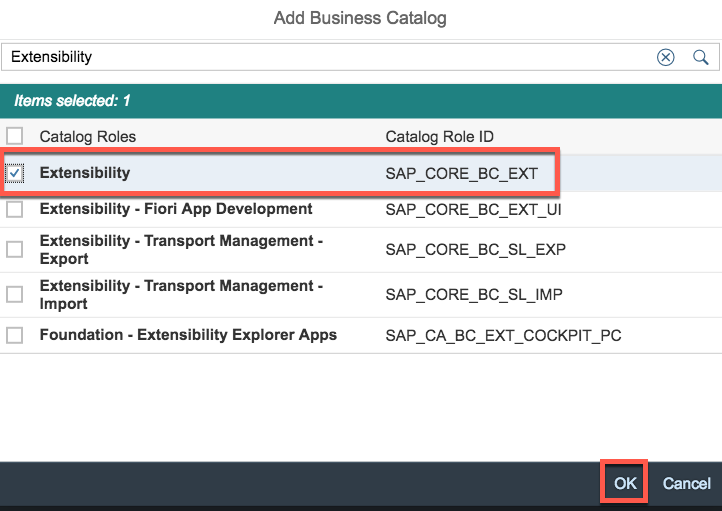 Add Business Catalog
Extensibility
Items selected: 1
Catalog Roles Catalog Role ID
Extensibility SAP_CORE_BC_EXT
Extensibility - Fiori App Development SAP_CORE_BC_EXT_UI
Extensibility - Transport Management -
Export SAP_CORE_BC_SL_EXP
Extensibility - Transport Management -
Import SAP_CORE_BC_SL_IMP
Foundation - Extensibility Explorer Apps SAP_CA_BC_EXT_COCKPIT_PC
OK Cancel